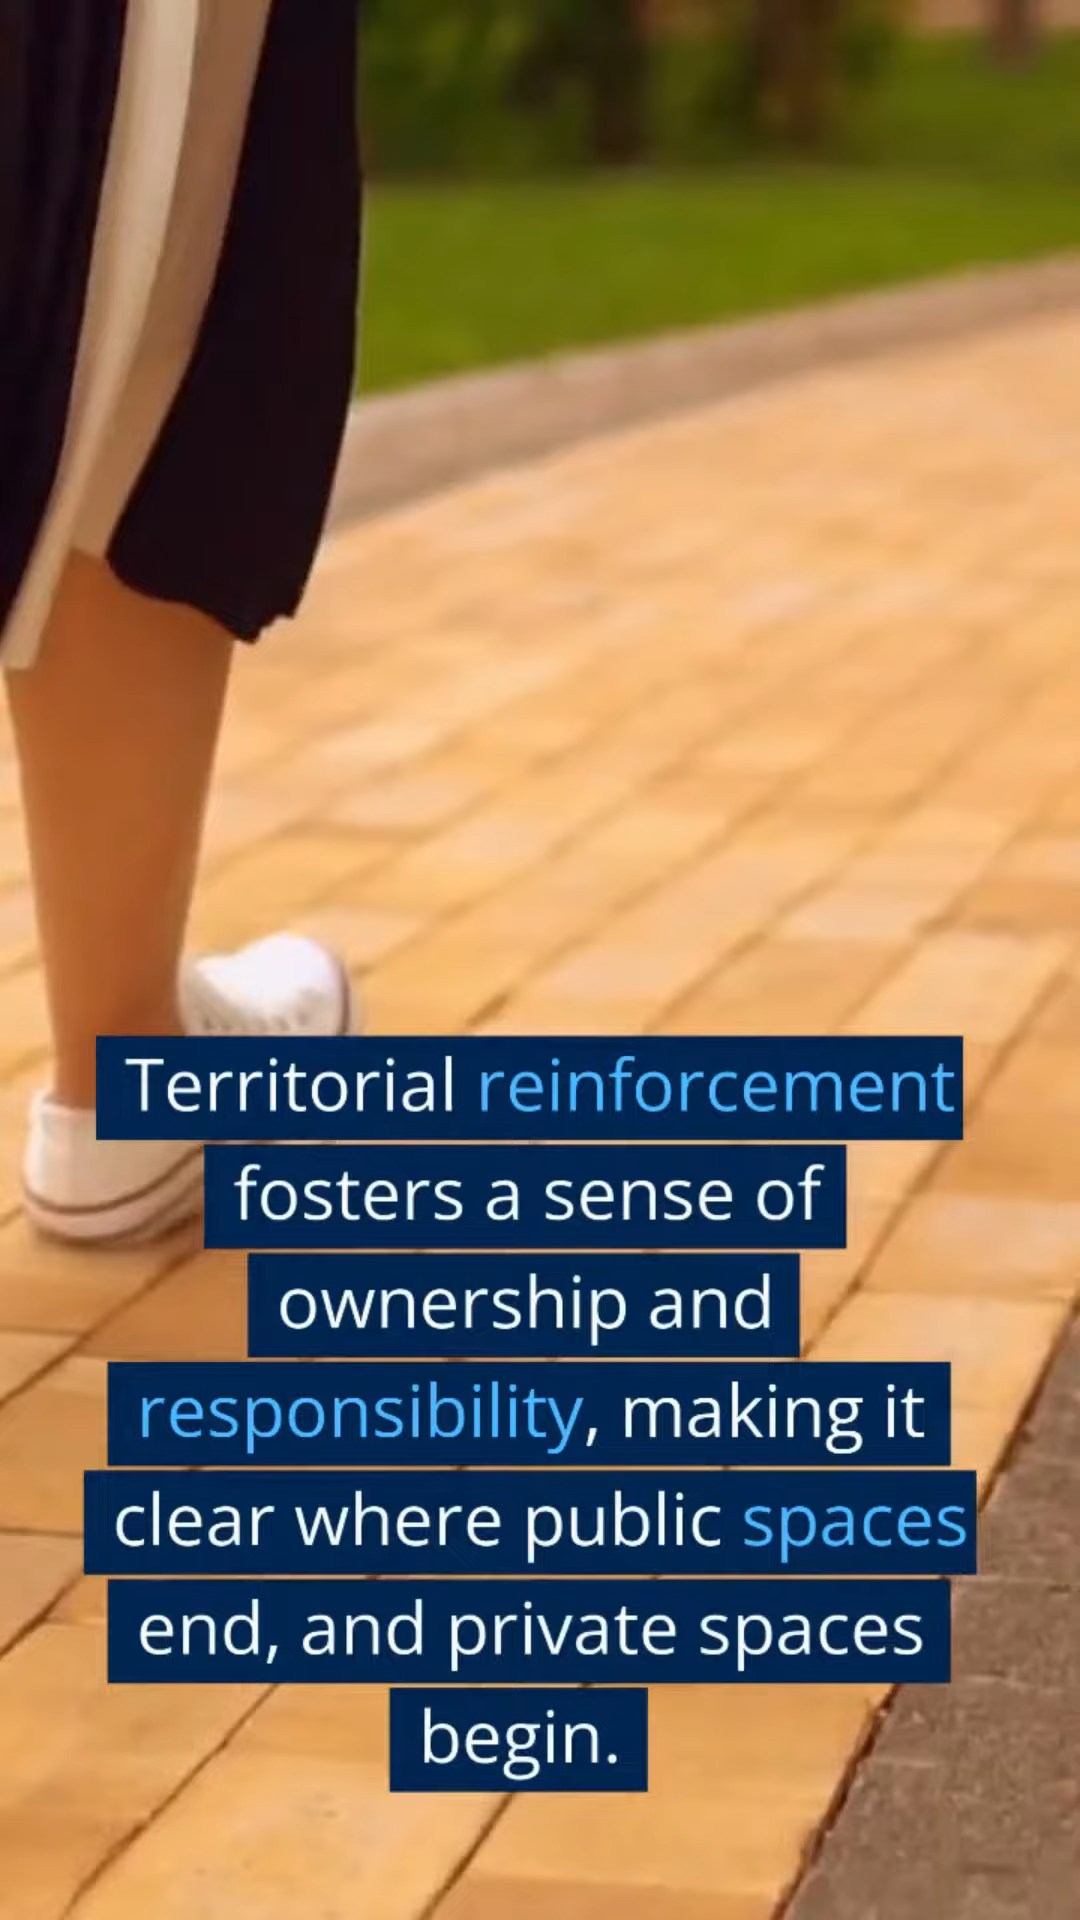 Territorial reinforcement
fosters a sense of
ownership and
responsibility, making it
clear where public spaces
end, and private spaces
begin.